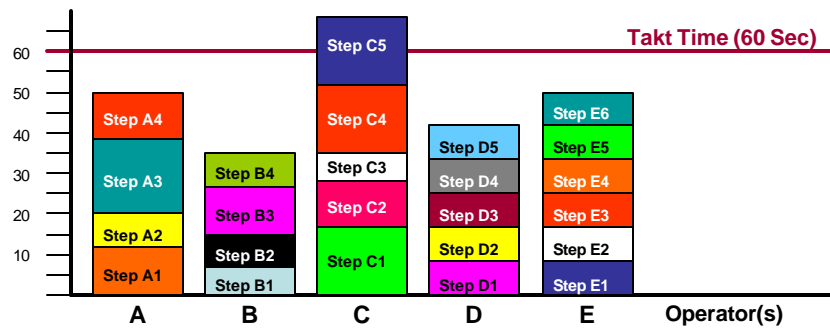 Takt Time (60 Sec)
60
50
40
30
20
10
Step A4
Step A3
Step A2
Step A1
Step B4
Step B3
Step B2
Step B1
Step C5
Step C4
Step C3
Step C2
Step C1
Step D5
Step D4
Step D3
Step D2
Step D1
Step E6
Step E5
Step E4
Step E3
Step E2
Step E1
A B C D E Operator(s)